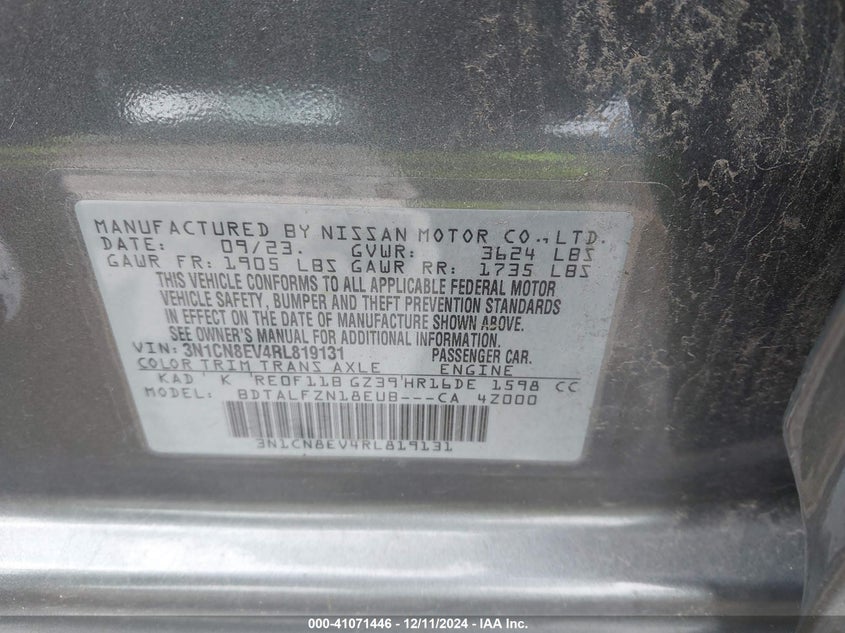 MANUFACTURED BY NISSAN MOTOR CO., LTD.
DATE: 09/23. GVWR: 3624 LBS
GAWR FR: 1905 LBS GAWR RR: 1735 LBS
THIS VEHICLE CONFORMS TO ALL APPLICABLE FEDERAL MOTOR
VEHICLE SAFETY, BUMPER AND THEFT PREVENTION STANDARDS
IN EFFECT ON THE DATE OF MANUFACTURE SHOWN ABOVE.
SEE OWNER'S MANUAL FOR ADDITIONAL INFORMATION.
VIN: 3N1CN8EV4RL819131 PASSENGER CAR.
COLOR TRIM TRANS AXLE ENGINE
KAD K RE0F11B GZ39 HR16DE 1598 CC
MODEL: BDTALFZN18EUB---CA 4Z000
3N1CN8EV4RL819131
000-41071446 - 12/11/2024 - IAA Inc.